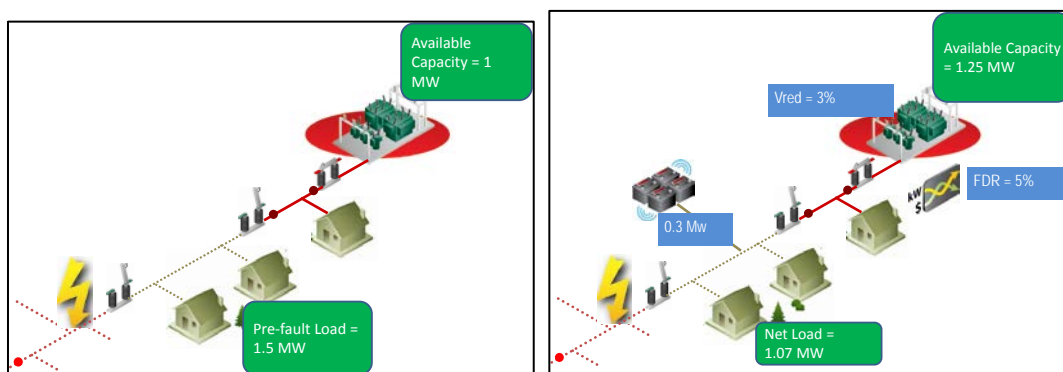 Available
Capacity = 1
MW
Pre-fault Load =
1.5 MW
Available Capacity
= 1.25 MW
Vred = 3%
kW
$
FDR = 5%
0.3 Mw
Net Load =
1.07 MW